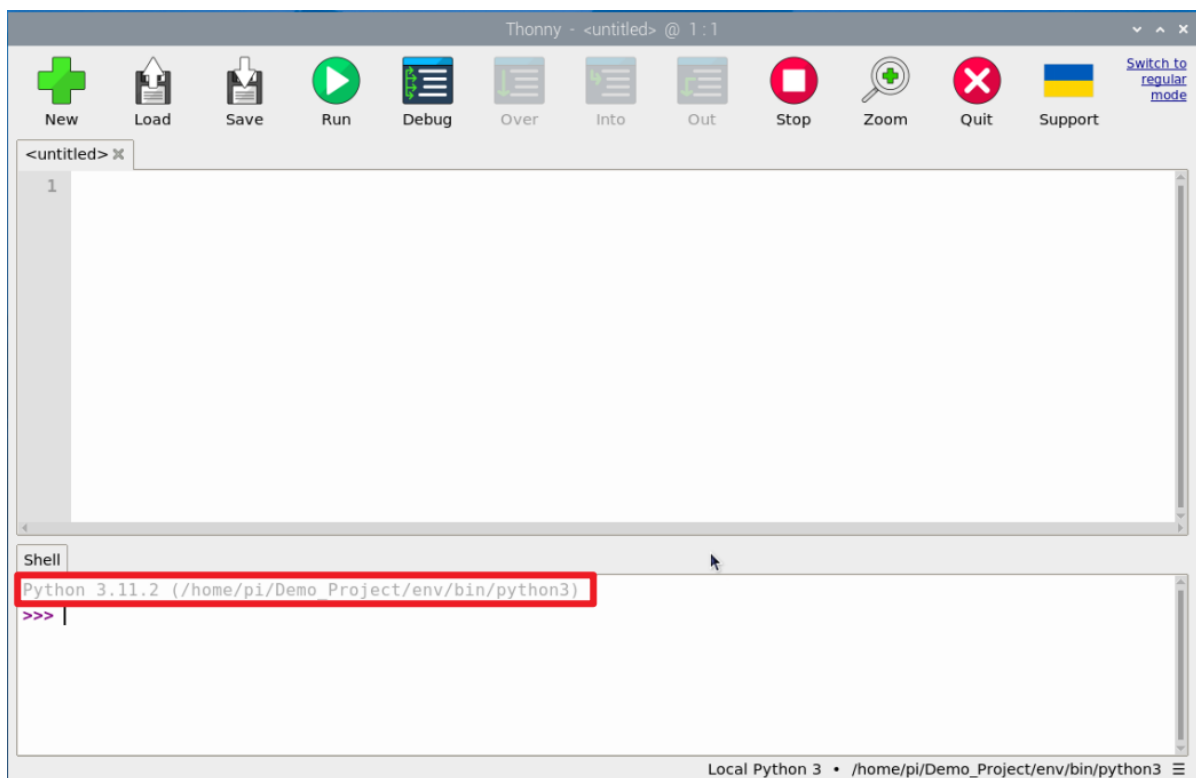 Thonny - <untitled> @ 1:1
New Load Save Run Debug Over Into Out Stop Zoom Quit Support
Switch to
regular
mode
<untitled>
1
Shell
Python 3.11.2 (/home/pi/Demo_Project/env/bin/python3)
>>>
Local Python 3 • /home/pi/Demo_Project/env/bin/python3 ☰